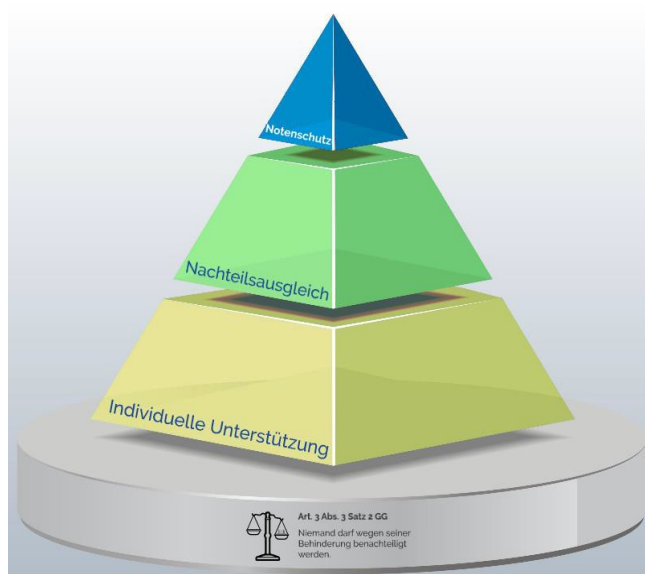 Notenschutz
Nachteilsausgleich
Individuelle Unterstützung
Art. 3 Abs. 3 Satz 2 GG
Niemand darf wegen seiner
Behinderung benachteiligt
werden.